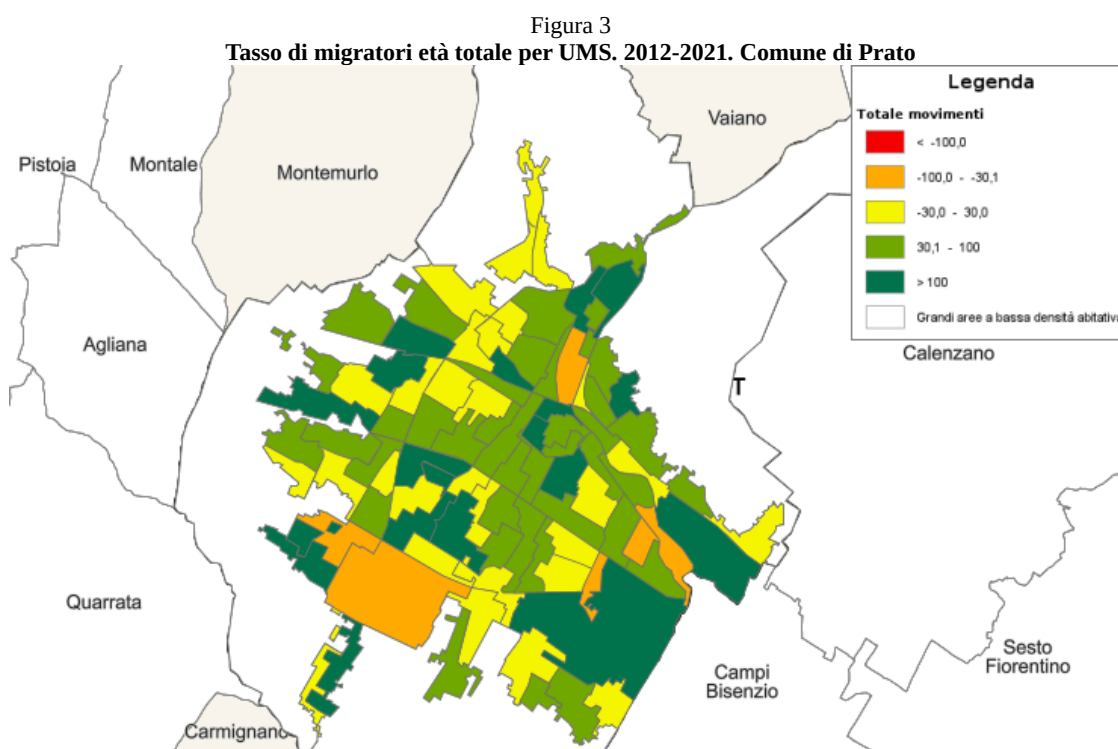 Figura 3
Tasso di migratori età totale per UMS. 2012-2021. Comune di Prato
Legenda
Totale movimenti
< -100,0
-100,0 - -30,1
-30,0 - 30,0
30,1 - 100
> 100
Grandi aree a bassa densitá abitativa
Vaiano
Pistoia
Montale
Montemurlo
Agliana
Calenzano
T
Quarrata
Campi
Bisenzio
Sesto
Fiorentino
Carmignano